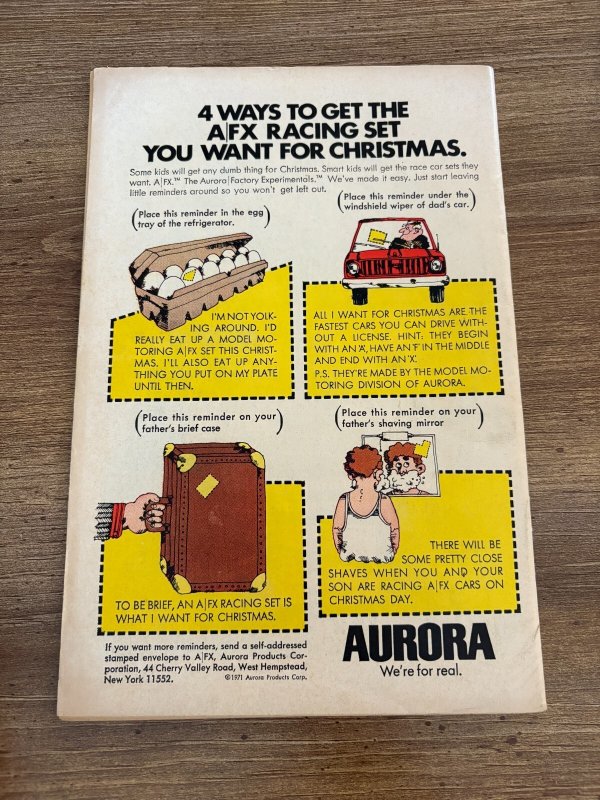 4 WAYS TO GET THE
A|FX RACING SET
YOU WANT FOR CHRISTMAS.
Some kids will get any dumb thing for Christmas. Smart kids will get the race car sets they
want. A|FX.™ The Aurora|Factory Experimentals.™ We've made it easy. Just start leaving
little reminders around so you won't get left out.
(Place this reminder in the egg
tray of the refrigerator.)
(Place this reminder under the
windshield wiper of dad's car.)
I'M NOT YOLK-
ING AROUND. I'D
REALLY EAT UP A MODEL MO-
TORING A|FX SET THIS CHRIST-
MAS. I'LL ALSO EAT UP ANY-
THING YOU PUT ON MY PLATE
UNTIL THEN.
ALL I WANT FOR CHRISTMAS ARE THE
FASTEST CARS YOU CAN DRIVE WITH-
OUT A LICENSE. HINT: THEY BEGIN
WITH AN 'A', HAVE AN 'F' IN THE MIDDLE
AND END WITH AN 'X'.
P.S. THEY'RE MADE BY THE MODEL MO-
TORING DIVISION OF AURORA.
(Place this reminder on your
father's brief case)
(Place this reminder on your
father's shaving mirror)
TO BE BRIEF, AN A|FX RACING SET IS
WHAT I WANT FOR CHRISTMAS.
THERE WILL BE
SOME PRETTY CLOSE
SHAVES WHEN YOU AND YOUR
SON ARE RACING A|FX CARS ON
CHRISTMAS DAY.
If you want more reminders, send a self-addressed
stamped envelope to A|FX, Aurora Products Cor-
poration, 44 Cherry Valley Road, West Hempstead,
New York 11552. ©1971 Aurora Products Corp.
AURORA
We're for real.